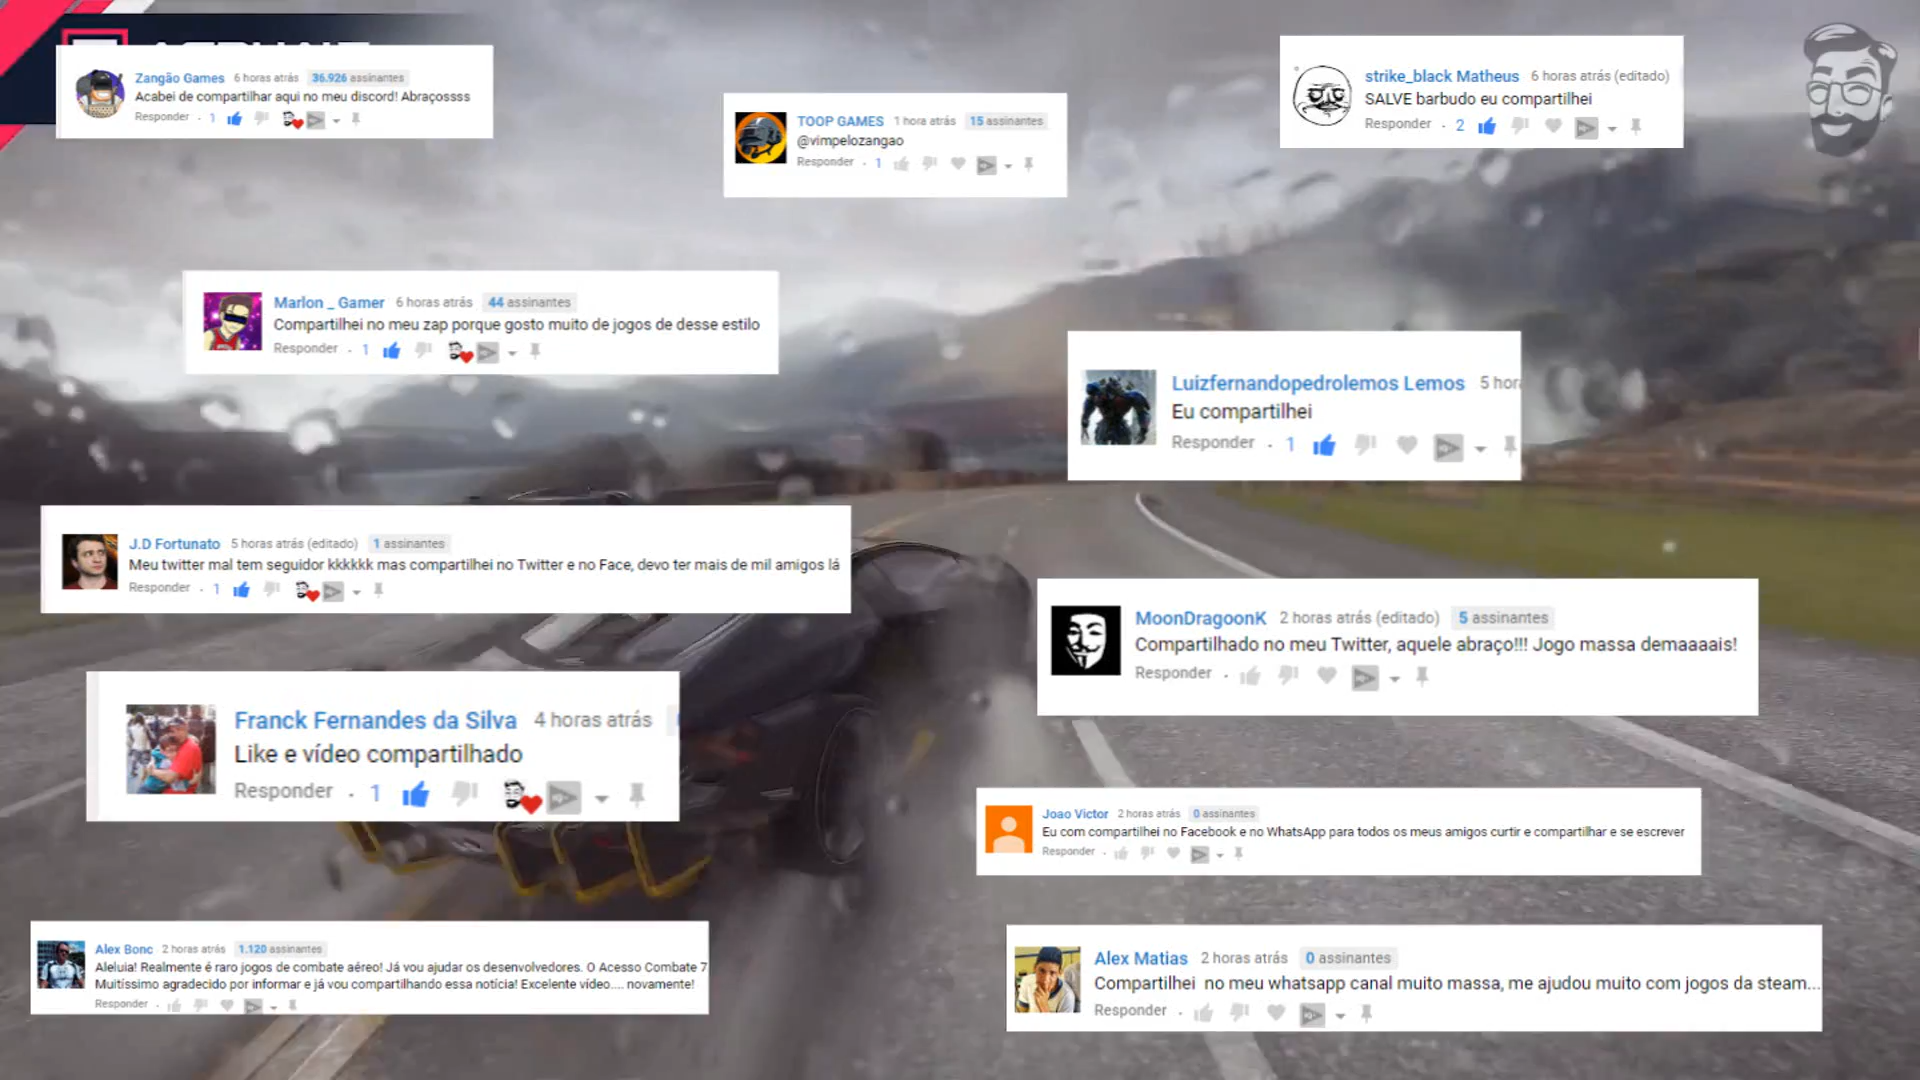 Zangão Games 6 horas atrás 36.926 assinantes
Acabei de compartilhar aqui no meu discord! Abraçossss
Responder · 1
TOOP GAMES 1 hora atrás 15 assinantes
@vimpelozangao
Responder · 1
strike_black Matheus 6 horas atrás (editado)
SALVE barbudo eu compartilhei
Responder · 2
Marlon _ Gamer 6 horas atrás 44 assinantes
Compartilhei no meu zap porque gosto muito de jogos de desse estilo
Responder · 1
Luizfernandopedrolemos Lemos 5 hor
Eu compartilhei
Responder · 1
J.D Fortunato 5 horas atrás (editado) 1 assinantes
Meu twitter mal tem seguidor kkkkkk mas compartilhei no Twitter e no Face, devo ter mais de mil amigos lá
Responder · 1
MoonDragoonK 2 horas atrás (editado) 5 assinantes
Compartilhado no meu Twitter, aquele abraço!!! Jogo massa demaaaais!
Responder ·
Franck Fernandes da Silva 4 horas atrás
Like e vídeo compartilhado
Responder · 1
Joao Victor 2 horas atrás 0 assinantes
Eu com compartilhei no Facebook e no WhatsApp para todos os meus amigos curtir e compartilhar e se escrever
Responder ·
Alex Bonc 2 horas atrás 1.120 assinantes
Aleluia! Realmente é raro jogos de combate aéreo! Já vou ajudar os desenvolvedores. O Acesso Combate 7
Muitíssimo agradecido por informar e já vou compartilhando essa notícia! Excelente vídeo.... novamente!
Responder ·
Alex Matias 2 horas atrás 0 assinantes
Compartilhei no meu whatsapp canal muito massa, me ajudou muito com jogos da steam...
Responder ·